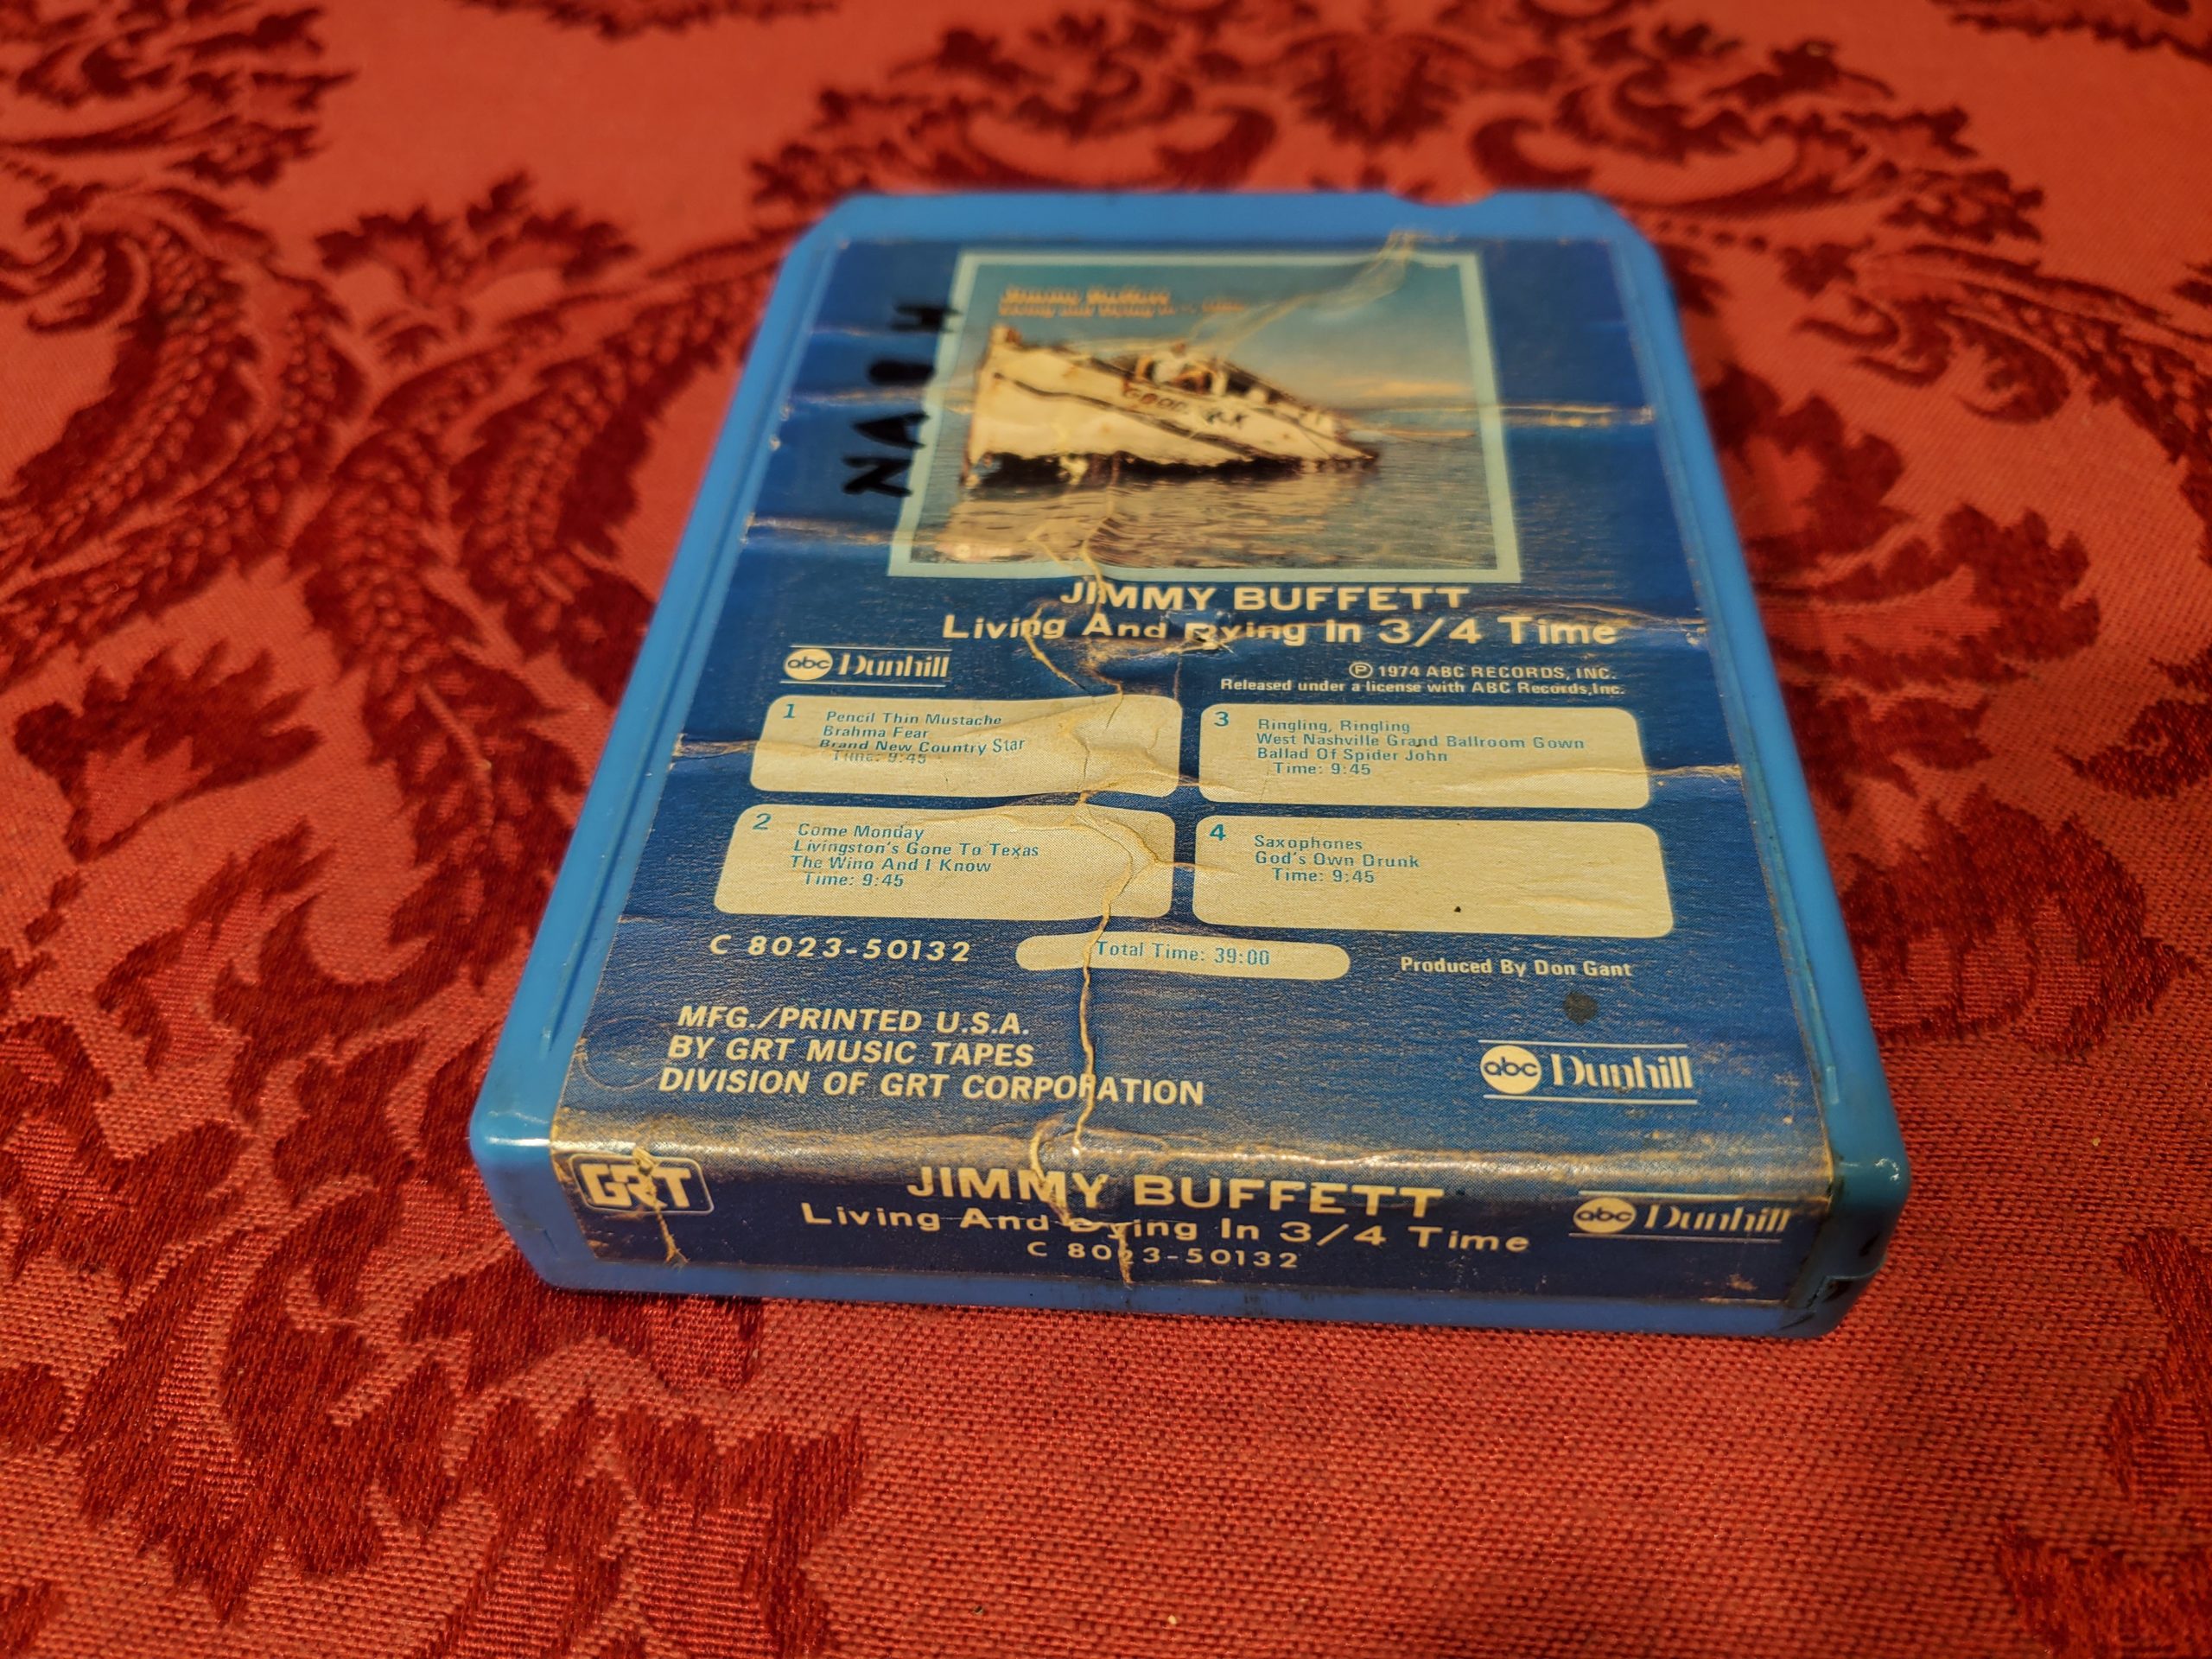 NASH
Jimmy Buffett
GOOD
JIMMY BUFFETT
Living And Dying In 3/4 Time
abc Dunhill
Ⓟ 1974 ABC RECORDS, INC.
Released under a license with ABC Records,Inc.
1 Pencil Thin Mustache
Brahma Fear
Brand New Country Star
Time: 9:45
2 Come Monday
Livingston's Gone To Texas
The Wino And I Know
Time: 9:45
3 Ringling, Ringling
West Nashville Grand Ballroom Gown
Ballad Of Spider John
Time: 9:45
4 Saxophones
God's Own Drunk
Time: 9:45
C 8023-50132
Total Time: 39:00
Produced By Don Gant
MFG./PRINTED U.S.A.
BY GRT MUSIC TAPES
DIVISION OF GRT CORPORATION
abc Dunhill
GRT
JIMMY BUFFETT
Living And Dying In 3/4 Time
C 8023-50132
abc Dunhill